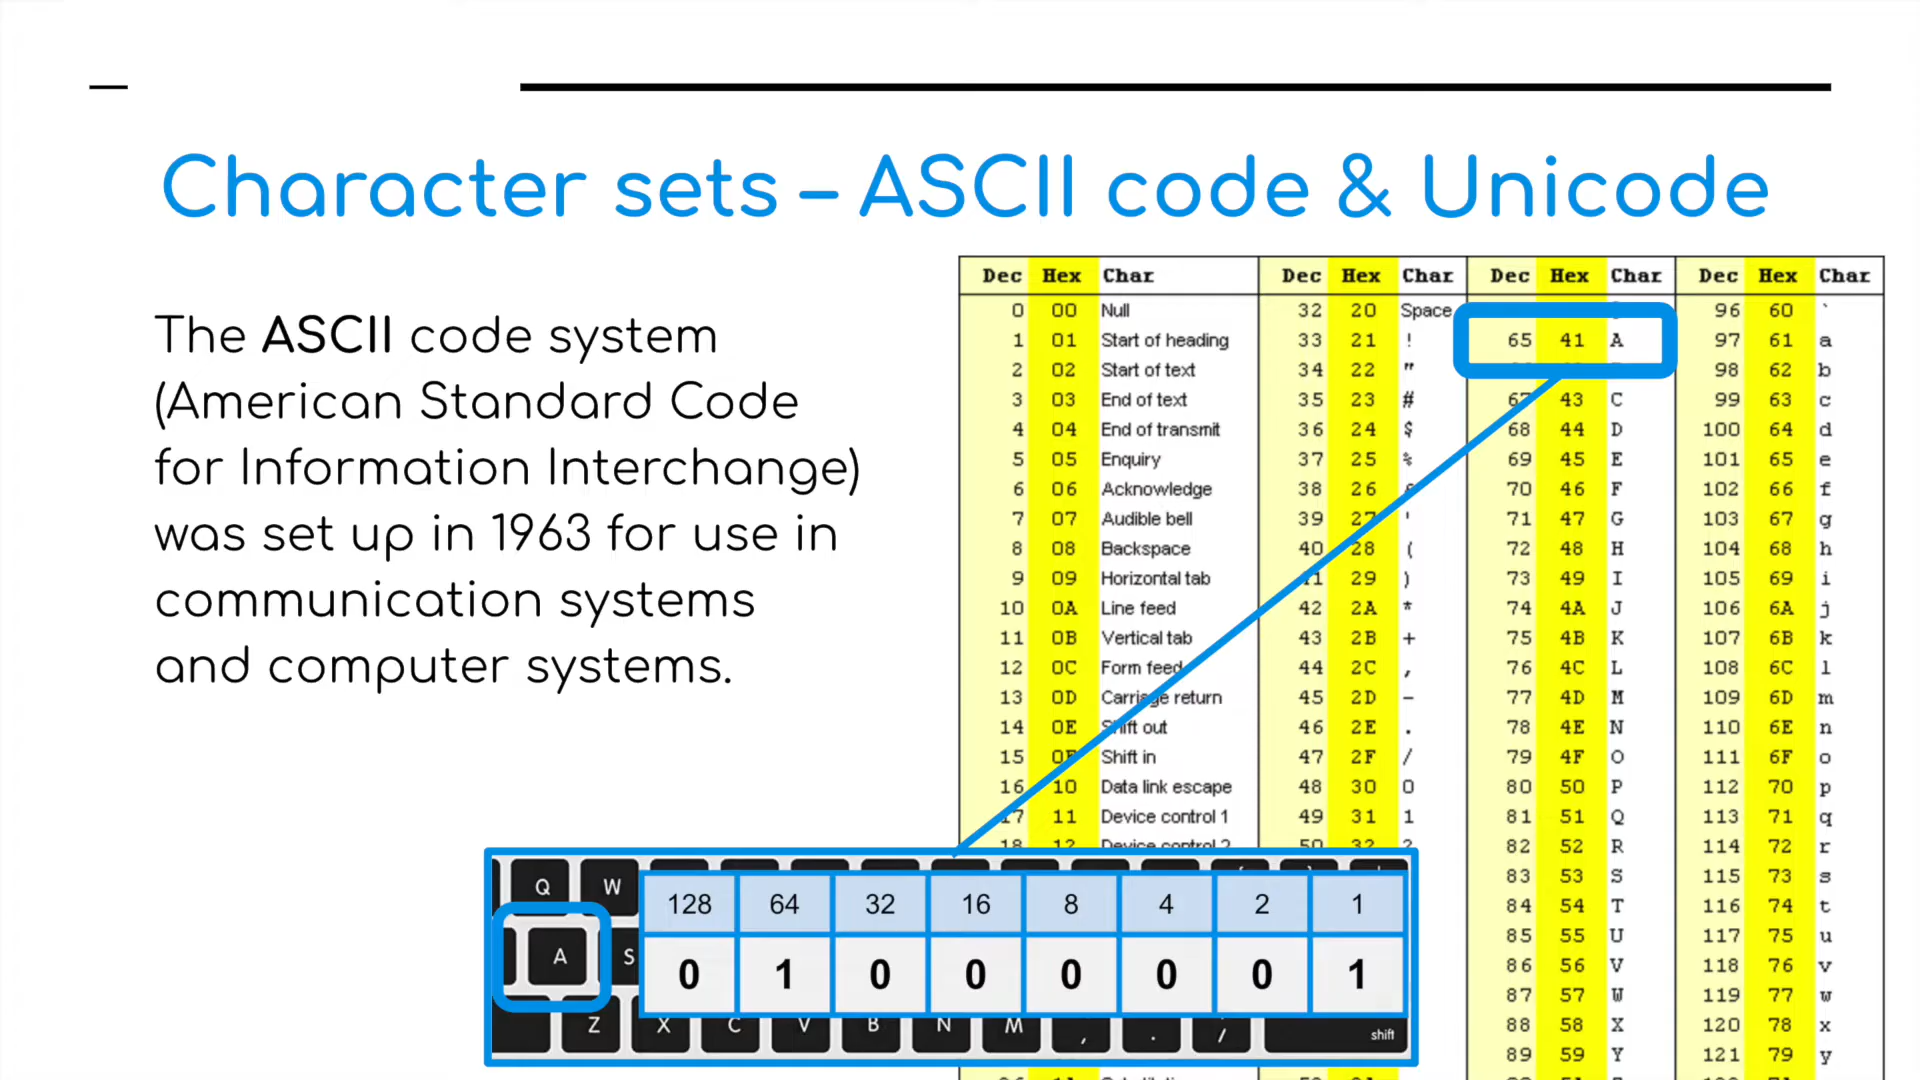 Character sets – ASCII code & Unicode
The ASCII code system
(American Standard Code
for Information Interchange)
was set up in 1963 for use in
communication systems
and computer systems.
Dec Hex Char Dec Hex Char Dec Hex Char Dec Hex Char
0 00 Null 32 20 Space 96 60 `
1 01 Start of heading 33 21 ! 65 41 A 97 61 a
2 02 Start of text 34 22 " 98 62 b
3 03 End of text 35 23 # 67 43 C 99 63 c
4 04 End of transmit 36 24 $ 68 44 D 100 64 d
5 05 Enquiry 37 25 % 69 45 E 101 65 e
6 06 Acknowledge 38 26 70 46 F 102 66 f
7 07 Audible bell 39 27 ' 71 47 G 103 67 g
8 08 Backspace 40 28 ( 72 48 H 104 68 h
9 09 Horizontal tab 41 29 ) 73 49 I 105 69 i
10 0A Line feed 42 2A * 74 4A J 106 6A j
11 0B Vertical tab 43 2B + 75 4B K 107 6B k
12 0C Form feed 44 2C , 76 4C L 108 6C l
13 0D Carriage return 45 2D - 77 4D M 109 6D m
14 0E Shift out 46 2E . 78 4E N 110 6E n
15 0F Shift in 47 2F / 79 4F O 111 6F o
16 10 Data link escape 48 30 0 80 50 P 112 70 p
17 11 Device control 1 49 31 1 81 51 Q 113 71 q
18 12 Device control 2 50 32 2 82 52 R 114 72 r
83 53 S 115 73 s
84 54 T 116 74 t
85 55 U 117 75 u
86 56 V 118 76 v
87 57 W 119 77 w
88 58 X 120 78 x
89 59 Y 121 79 y
Q W
128 64 32 16 8 4 2 1
A S
0 1 0 0 0 0 0 1
Z X C V B N M , . / shift